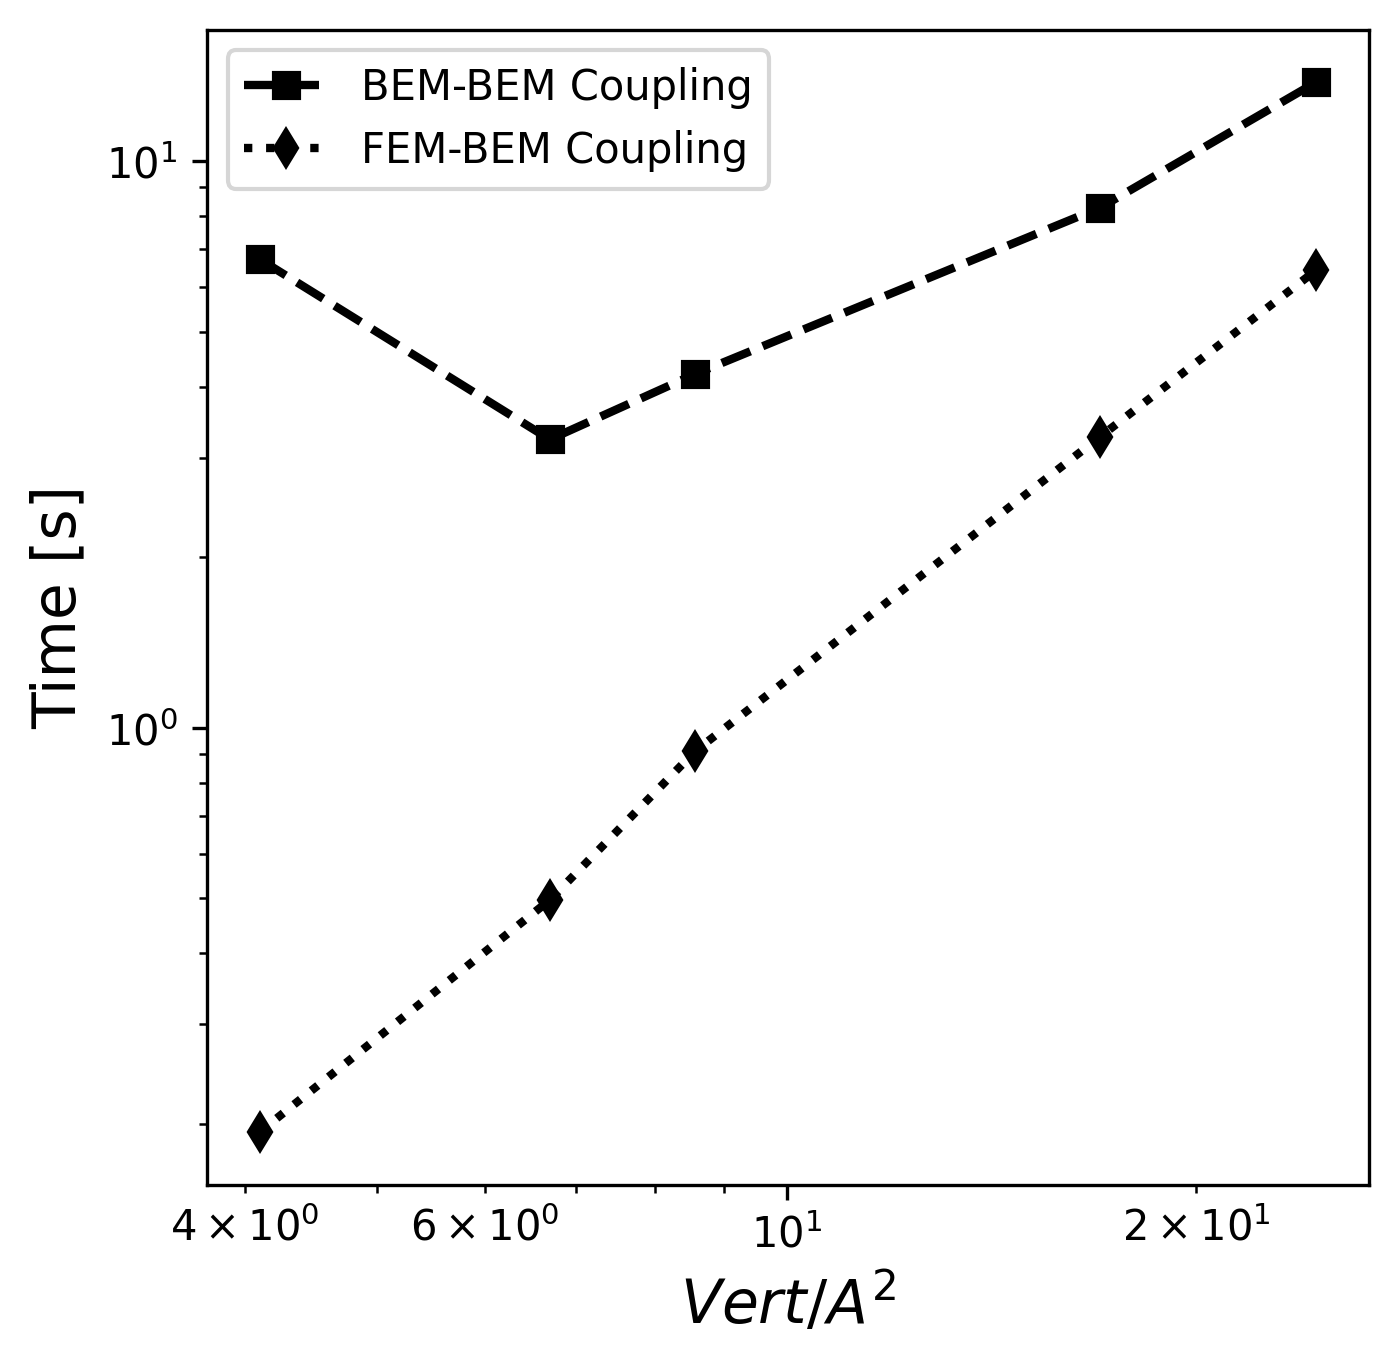 BEM-BEM Coupling
FEM-BEM Coupling
10¹
10⁰
Time [s]
4 × 10⁰
6 × 10⁰
10¹
2 × 10¹
Vert/A²